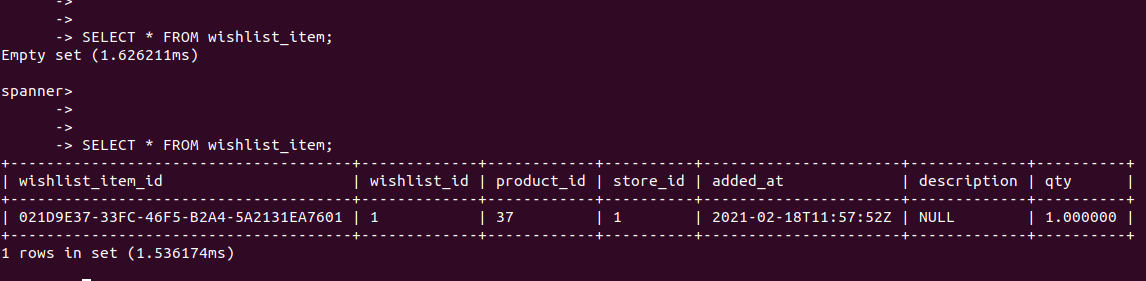 ->
->
-> SELECT * FROM wishlist_item;
Empty set (1.626211ms)
spanner>
->
->
-> SELECT * FROM wishlist_item;
+--------------------------------------+-------------+------------+----------+----------------------+-------------+----------+
| wishlist_item_id | wishlist_id | product_id | store_id | added_at | description | qty |
+--------------------------------------+-------------+------------+----------+----------------------+-------------+----------+
| 021D9E37-33FC-46F5-B2A4-5A2131EA7601 | 1 | 37 | 1 | 2021-02-18T11:57:52Z | NULL | 1.000000 |
+--------------------------------------+-------------+------------+----------+----------------------+-------------+----------+
1 rows in set (1.536174ms)